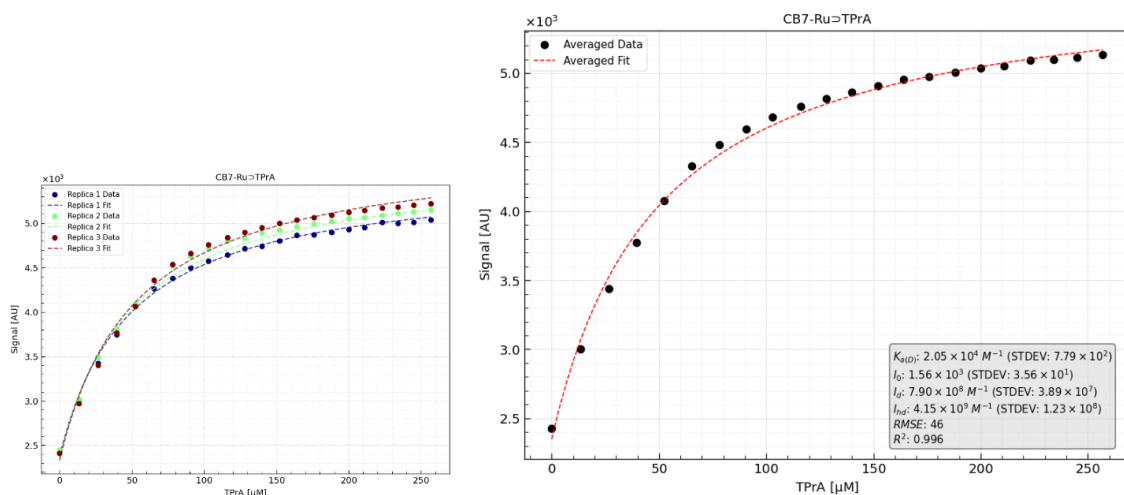 CB7-Ru⊃TPrA
×10³
Replica 1 Data
Replica 1 Fit
Replica 2 Data
Replica 2 Fit
Replica 3 Data
Replica 3 Fit
5.0
4.5
4.0
3.5
3.0
2.5
Signal [AU]
0 50 100 150 200 250
TPrA [µM]
CB7-Ru⊃TPrA
×10³
Averaged Data
Averaged Fit
5.0
4.5
4.0
3.5
3.0
2.5
Signal [AU]
K_{a(D)}: 2.05 × 10⁴ M⁻¹ (STDEV: 7.79 × 10²)
I₀: 1.56 × 10³ (STDEV: 3.56 × 10¹)
I_d: 7.90 × 10⁸ M⁻¹ (STDEV: 3.89 × 10⁷)
I_{hd}: 4.15 × 10⁹ M⁻¹ (STDEV: 1.23 × 10⁸)
RMSE: 46
R²: 0.996
0 50 100 150 200 250
TPrA [µM]